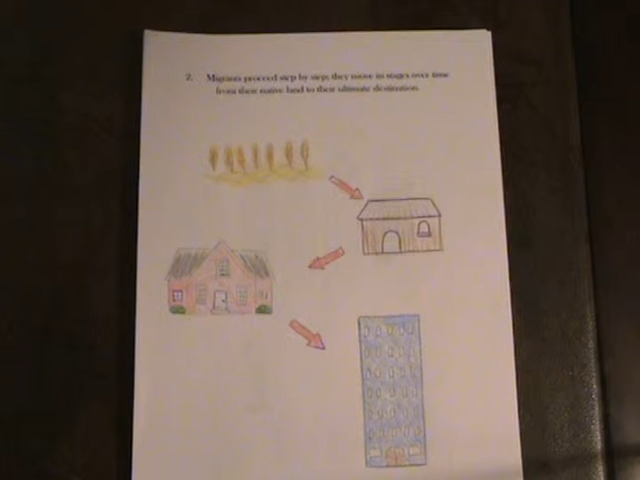 2. Migrants proceed step by step; they move in stages over time
from their native land to their ultimate destination.